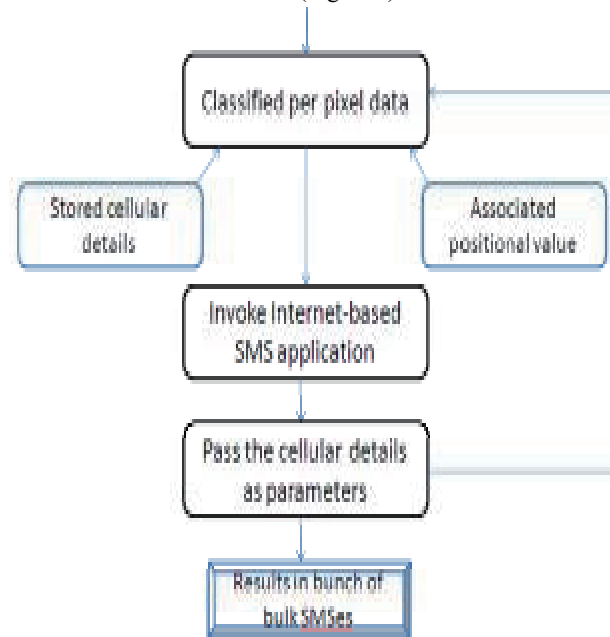 Classified per pixel data
Stored cellular
details
Associated
positional value
Invoke Internet-based
SMS application
Pass the cellular details
as parameters
Results in bunch of
bulk SMSes